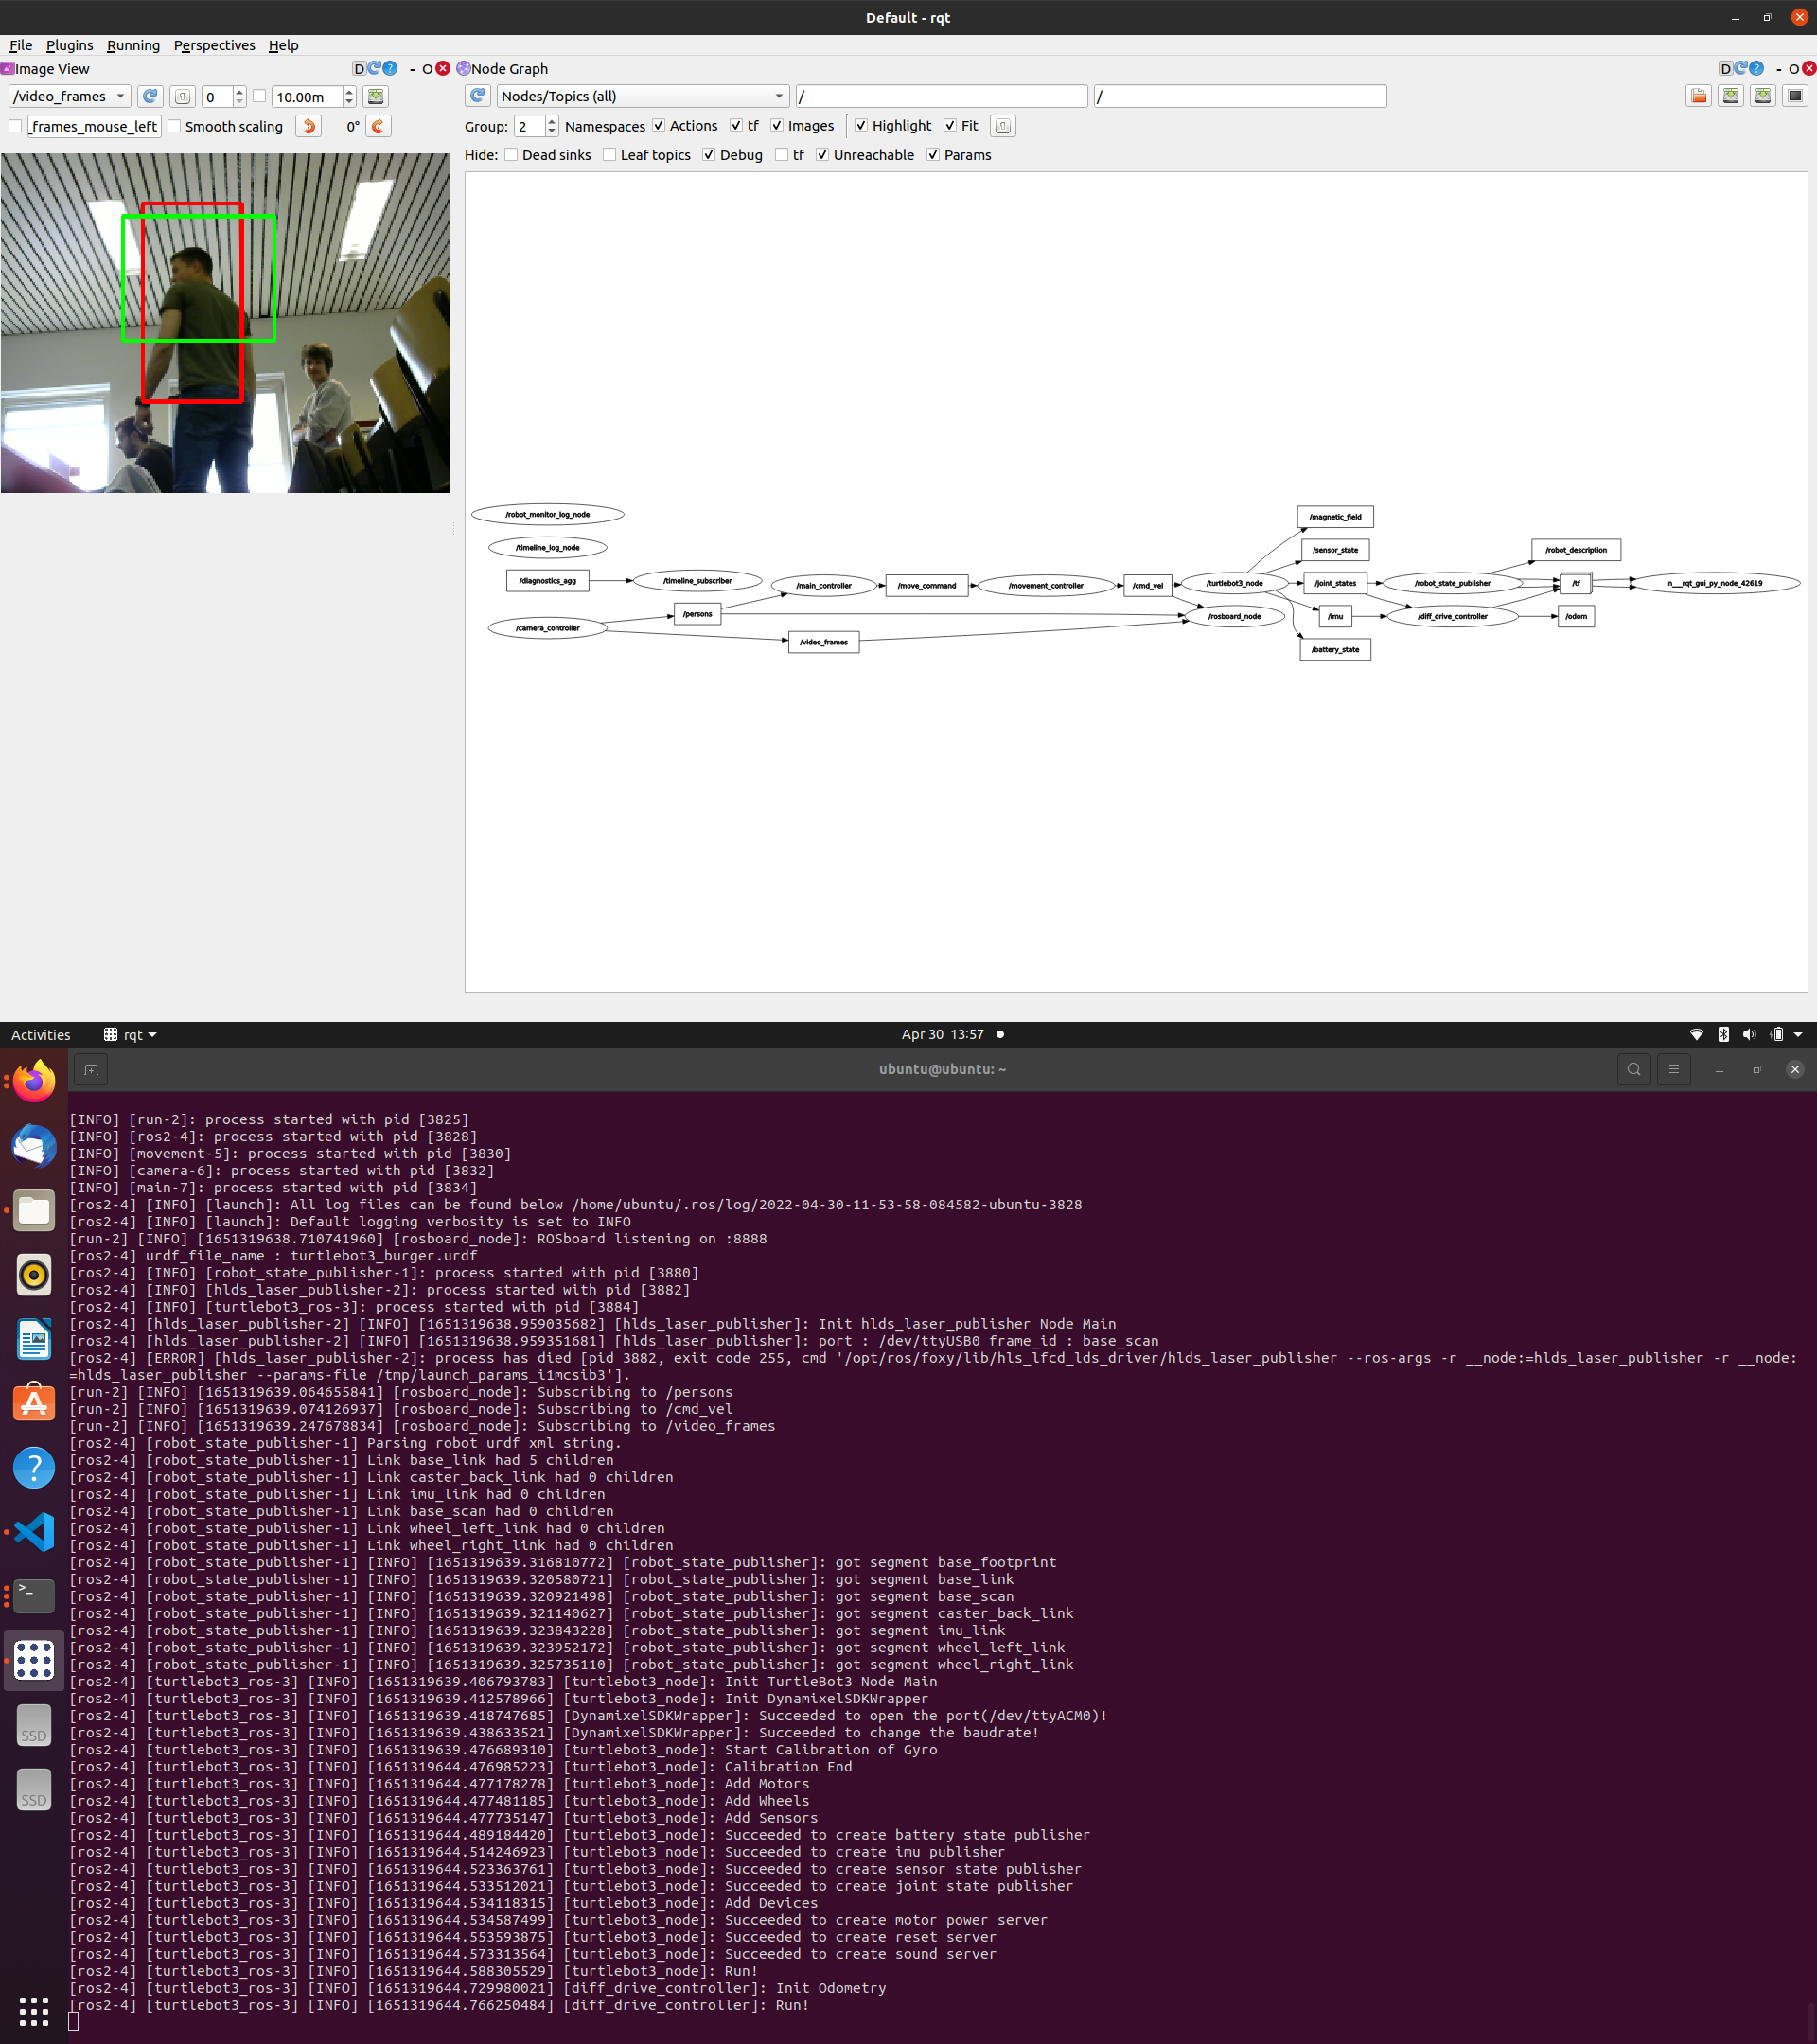 Default - rqt
File Plugins Running Perspectives Help
Image View
D ? - O
Node Graph
D ? - O
/video_frames 0 10.00m
_frames_mouse_left Smooth scaling 0°
Nodes/Topics (all) / /
Group: 2 Namespaces Actions tf Images Highlight Fit
Hide: Dead sinks Leaf topics Debug tf Unreachable Params
/robot_monitor_log_node
/timeline_log_node
/diagnostics_agg
/timeline_subscriber
/camera_controller
/persons
/video_frames
/main_controller
/move_command
/movement_controller
/cmd_vel
/turtlebot3_node
/rosboard_node
/magnetic_field
/sensor_state
/joint_states
/imu
/battery_state
/robot_state_publisher
/diff_drive_controller
/robot_description
/tf
/odom
n___rqt_gui_py_node_42619
Activities rqt Apr 30 13:57
ubuntu@ubuntu: ~
[INFO] [run-2]: process started with pid [3825]
[INFO] [ros2-4]: process started with pid [3828]
[INFO] [movement-5]: process started with pid [3830]
[INFO] [camera-6]: process started with pid [3832]
[INFO] [main-7]: process started with pid [3834]
[ros2-4] [INFO] [launch]: All log files can be found below /home/ubuntu/.ros/log/2022-04-30-11-53-58-084582-ubuntu-3828
[ros2-4] [INFO] [launch]: Default logging verbosity is set to INFO
[run-2] [INFO] [1651319638.710741960] [rosboard_node]: ROSboard listening on :8888
[ros2-4] urdf_file_name : turtlebot3_burger.urdf
[ros2-4] [INFO] [robot_state_publisher-1]: process started with pid [3880]
[ros2-4] [INFO] [hlds_laser_publisher-2]: process started with pid [3882]
[ros2-4] [INFO] [turtlebot3_ros-3]: process started with pid [3884]
[ros2-4] [hlds_laser_publisher-2] [INFO] [1651319638.959035682] [hlds_laser_publisher]: Init hlds_laser_publisher Node Main
[ros2-4] [hlds_laser_publisher-2] [INFO] [1651319638.959351681] [hlds_laser_publisher]: port : /dev/ttyUSB0 frame_id : base_scan
[ros2-4] [ERROR] [hlds_laser_publisher-2]: process has died [pid 3882, exit code 255, cmd '/opt/ros/foxy/lib/hls_lfcd_lds_driver/hlds_laser_publisher --ros-args -r __node:=hlds_laser_publisher -r __node:
=hlds_laser_publisher --params-file /tmp/launch_params_i1mcsib3'].
[run-2] [INFO] [1651319639.064655841] [rosboard_node]: Subscribing to /persons
[run-2] [INFO] [1651319639.074126937] [rosboard_node]: Subscribing to /cmd_vel
[run-2] [INFO] [1651319639.247678834] [rosboard_node]: Subscribing to /video_frames
[ros2-4] [robot_state_publisher-1] Parsing robot urdf xml string.
[ros2-4] [robot_state_publisher-1] Link base_link had 5 children
[ros2-4] [robot_state_publisher-1] Link caster_back_link had 0 children
[ros2-4] [robot_state_publisher-1] Link imu_link had 0 children
[ros2-4] [robot_state_publisher-1] Link base_scan had 0 children
[ros2-4] [robot_state_publisher-1] Link wheel_left_link had 0 children
[ros2-4] [robot_state_publisher-1] Link wheel_right_link had 0 children
[ros2-4] [robot_state_publisher-1] [INFO] [1651319639.316810772] [robot_state_publisher]: got segment base_footprint
[ros2-4] [robot_state_publisher-1] [INFO] [1651319639.320580721] [robot_state_publisher]: got segment base_link
[ros2-4] [robot_state_publisher-1] [INFO] [1651319639.320921498] [robot_state_publisher]: got segment base_scan
[ros2-4] [robot_state_publisher-1] [INFO] [1651319639.321140627] [robot_state_publisher]: got segment caster_back_link
[ros2-4] [robot_state_publisher-1] [INFO] [1651319639.323843228] [robot_state_publisher]: got segment imu_link
[ros2-4] [robot_state_publisher-1] [INFO] [1651319639.323952172] [robot_state_publisher]: got segment wheel_left_link
[ros2-4] [robot_state_publisher-1] [INFO] [1651319639.325735110] [robot_state_publisher]: got segment wheel_right_link
[ros2-4] [turtlebot3_ros-3] [INFO] [1651319639.406793783] [turtlebot3_node]: Init TurtleBot3 Node Main
[ros2-4] [turtlebot3_ros-3] [INFO] [1651319639.412578966] [turtlebot3_node]: Init DynamixelSDKWrapper
[ros2-4] [turtlebot3_ros-3] [INFO] [1651319639.418747685] [DynamixelSDKWrapper]: Succeeded to open the port(/dev/ttyACM0)!
[ros2-4] [turtlebot3_ros-3] [INFO] [1651319639.438633521] [DynamixelSDKWrapper]: Succeeded to change the baudrate!
[ros2-4] [turtlebot3_ros-3] [INFO] [1651319639.476689310] [turtlebot3_node]: Start Calibration of Gyro
[ros2-4] [turtlebot3_ros-3] [INFO] [1651319644.476985223] [turtlebot3_node]: Calibration End
[ros2-4] [turtlebot3_ros-3] [INFO] [1651319644.477178278] [turtlebot3_node]: Add Motors
[ros2-4] [turtlebot3_ros-3] [INFO] [1651319644.477481185] [turtlebot3_node]: Add Wheels
[ros2-4] [turtlebot3_ros-3] [INFO] [1651319644.477735147] [turtlebot3_node]: Add Sensors
[ros2-4] [turtlebot3_ros-3] [INFO] [1651319644.489184420] [turtlebot3_node]: Succeeded to create battery state publisher
[ros2-4] [turtlebot3_ros-3] [INFO] [1651319644.514246923] [turtlebot3_node]: Succeeded to create imu publisher
[ros2-4] [turtlebot3_ros-3] [INFO] [1651319644.523363761] [turtlebot3_node]: Succeeded to create sensor state publisher
[ros2-4] [turtlebot3_ros-3] [INFO] [1651319644.533512021] [turtlebot3_node]: Succeeded to create joint state publisher
[ros2-4] [turtlebot3_ros-3] [INFO] [1651319644.534118315] [turtlebot3_node]: Add Devices
[ros2-4] [turtlebot3_ros-3] [INFO] [1651319644.534587499] [turtlebot3_node]: Succeeded to create motor power server
[ros2-4] [turtlebot3_ros-3] [INFO] [1651319644.553593875] [turtlebot3_node]: Succeeded to create reset server
[ros2-4] [turtlebot3_ros-3] [INFO] [1651319644.573313564] [turtlebot3_node]: Succeeded to create sound server
[ros2-4] [turtlebot3_ros-3] [INFO] [1651319644.588305529] [turtlebot3_node]: Run!
[ros2-4] [turtlebot3_ros-3] [INFO] [1651319644.729980021] [diff_drive_controller]: Init Odometry
[ros2-4] [turtlebot3_ros-3] [INFO] [1651319644.766250484] [diff_drive_controller]: Run!
SSD
SSD